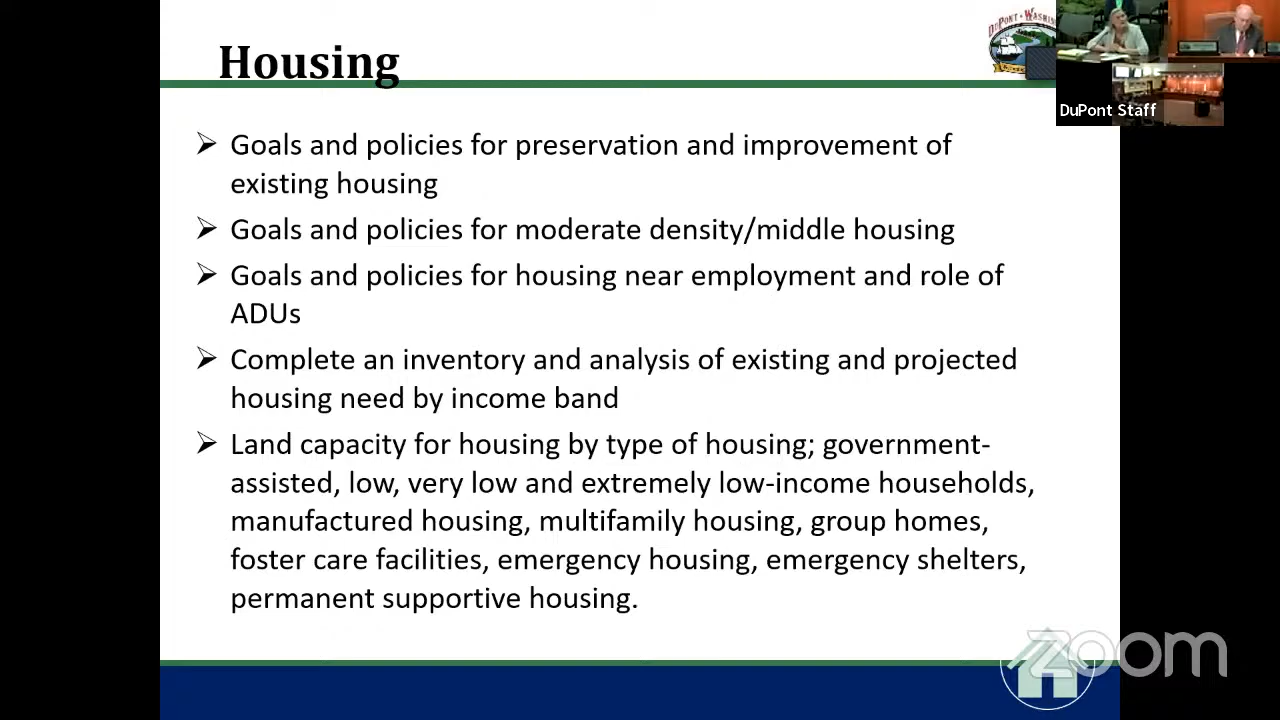 Housing
DuPont Washin
DuPont Staff
➢ Goals and policies for preservation and improvement of
existing housing
➢ Goals and policies for moderate density/middle housing
➢ Goals and policies for housing near employment and role of
ADUs
➢ Complete an inventory and analysis of existing and projected
housing need by income band
➢ Land capacity for housing by type of housing; government-
assisted, low, very low and extremely low-income households,
manufactured housing, multifamily housing, group homes,
foster care facilities, emergency housing, emergency shelters,
permanent supportive housing.
zoom